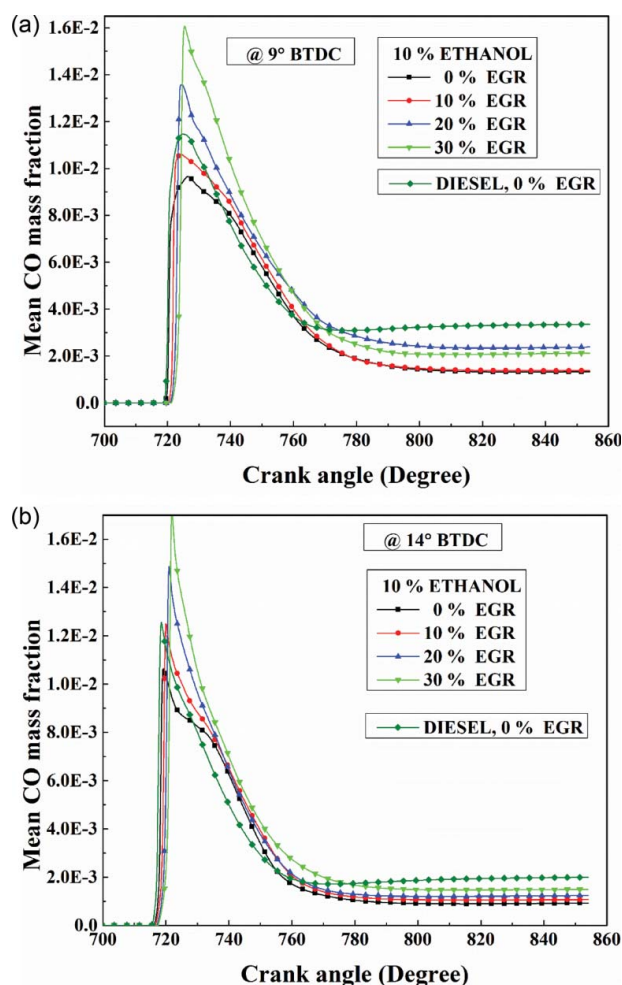 (a)
1.6E-2
1.4E-2
1.2E-2
1.0E-2
8.0E-3
6.0E-3
4.0E-3
2.0E-3
0.0
Mean CO mass fraction
@ 9° BTDC
10 % ETHANOL
0 % EGR
10 % EGR
20 % EGR
30 % EGR
DIESEL, 0 % EGR
700 720 740 760 780 800 820 840 860
Crank angle (Degree)
(b)
1.6E-2
1.4E-2
1.2E-2
1.0E-2
8.0E-3
6.0E-3
4.0E-3
2.0E-3
0.0
Mean CO mass fraction
@ 14° BTDC
10 % ETHANOL
0 % EGR
10 % EGR
20 % EGR
30 % EGR
DIESEL, 0 % EGR
700 720 740 760 780 800 820 840 860
Crank angle (Degree)